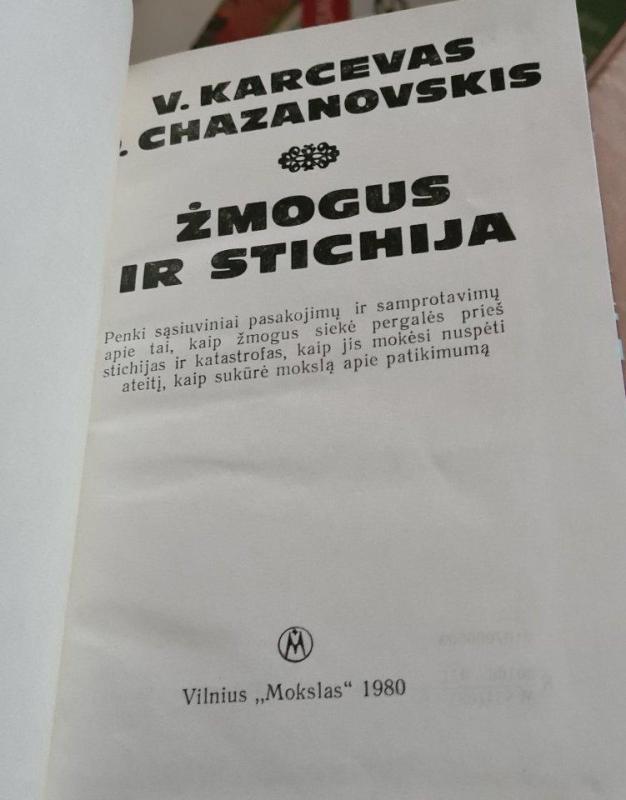 V. KARCEVAS
CHAZANOVSKIS
ŽMOGUS
IR STICHIJA
Penki sąsiuviniai pasakojimų ir samprotavimų
apie tai, kaip žmogus siekė pergalės prieš
stichijas ir katastrofas, kaip jis mokėsi nuspėti
ateitį, kaip sukūrė mokslą apie patikimumą
M
Vilnius „Mokslas“ 1980